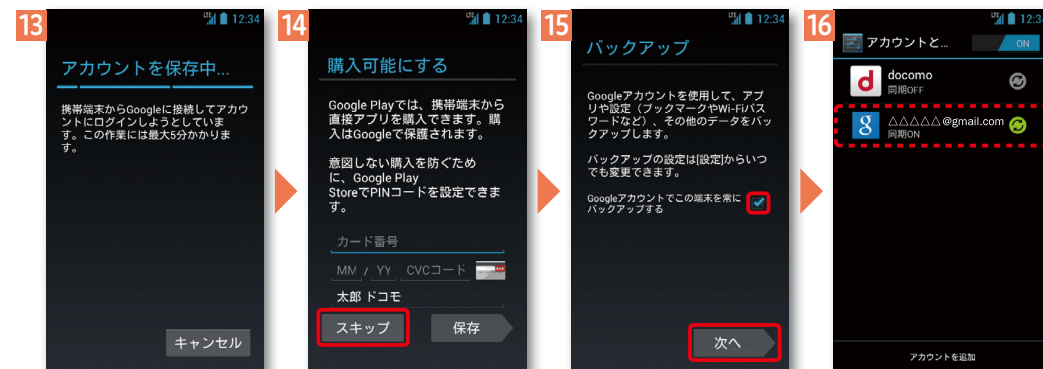 13
LTE 12:34
アカウントを保存中...
携帯端末からGoogleに接続してアカウ
ントにログインしようとしていま
す。この作業には最大5分かかりま
す。
キャンセル
14
LTE 12:34
購入可能にする
Google Playでは、携帯端末から
直接アプリを購入できます。購
入はGoogleで保護されます。
意図しない購入を防ぐため
に、Google Play
StoreでPINコードを設定できま
す。
カード番号
MM / YY CVCコード
太郎 ドコモ
スキップ 保存
15
LTE 12:34
バックアップ
Googleアカウントを使用して、アプ
リや設定（ブックマークやWi-Fiパス
ワードなど）、その他のデータをバッ
クアップします。
バックアップの設定は[設定]からいつ
でも変更できます。
Googleアカウントでこの端末を常に
バックアップする
次へ
16
LTE 12:34
アカウントと... ON
d docomo
同期OFF
g △△△△△@gmail.com
同期ON
アカウントを追加